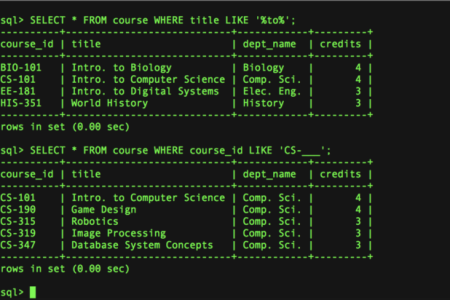 sql> SELECT * FROM course WHERE title LIKE '%to%';
----------+----------------------------+------------+---------+
course_id | title                      | dept_name  | credits |
----------+----------------------------+------------+---------+
BIO-101   | Intro. to Biology          | Biology    |       4 |
CS-101    | Intro. to Computer Science | Comp. Sci. |       4 |
EE-181    | Intro. to Digital Systems  | Elec. Eng. |       3 |
HIS-351   | World History              | History    |       3 |
----------+----------------------------+------------+---------+
rows in set (0.00 sec)
sql> SELECT * FROM course WHERE course_id LIKE 'CS-___';
----------+----------------------------+------------+---------+
course_id | title                      | dept_name  | credits |
----------+----------------------------+------------+---------+
CS-101    | Intro. to Computer Science | Comp. Sci. |       4 |
CS-190    | Game Design                | Comp. Sci. |       4 |
CS-315    | Robotics                   | Comp. Sci. |       3 |
CS-319    | Image Processing           | Comp. Sci. |       3 |
CS-347    | Database System Concepts   | Comp. Sci. |       3 |
----------+----------------------------+------------+---------+
rows in set (0.00 sec)
sql>